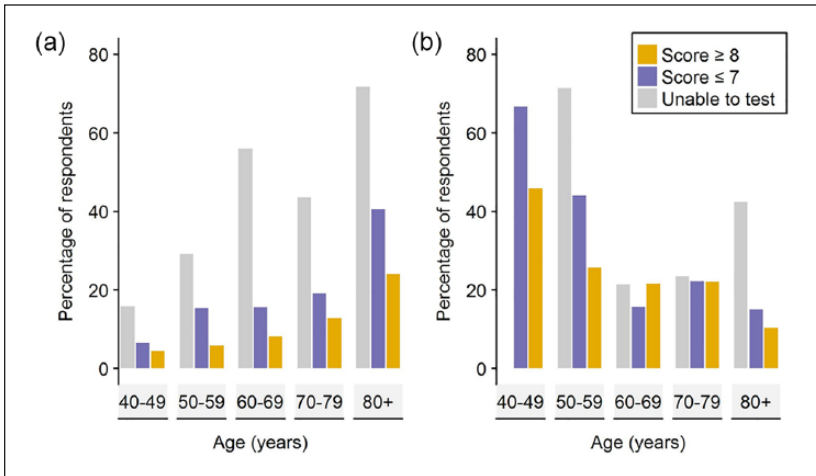 (a)
Percentage of respondents
80
60
40
20
0
40-49 50-59 60-69 70-79 80+
Age (years)
(b)
Percentage of respondents
80
60
40
20
0
40-49 50-59 60-69 70-79 80+
Age (years)
Score ≥ 8
Score ≤ 7
Unable to test